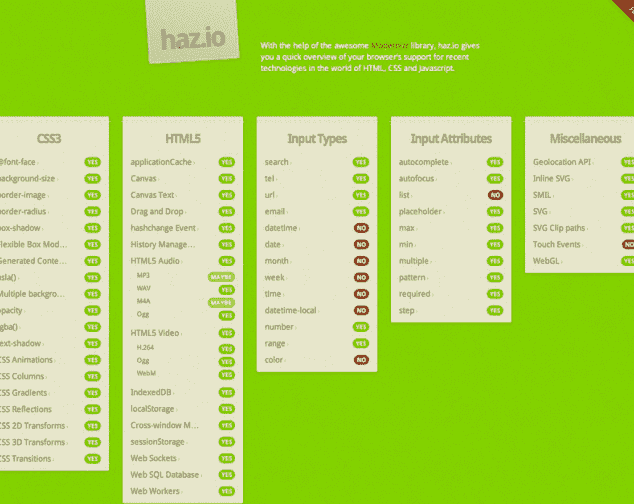 haz.io
With the help of the awesome Modernizr library, haz.io gives
you a quick overview of your browser's support for recent
technologies in the world of HTML, CSS and Javascript.
CSS3
@font-face YES
background-size YES
border-image YES
border-radius YES
box-shadow YES
Flexible Box Mod... YES
Generated Conte... YES
hsla() YES
Multiple backgro... YES
opacity YES
rgba() YES
text-shadow YES
CSS Animations YES
CSS Columns YES
CSS Gradients YES
CSS Reflections YES
CSS 2D Transforms YES
CSS 3D Transforms YES
CSS Transitions YES
HTML5
applicationCache YES
Canvas YES
Canvas Text YES
Drag and Drop YES
hashchange Event YES
History Manage... YES
HTML5 Audio YES
MP3 MAYBE
WAV YES
M4A MAYBE
Ogg YES
HTML5 Video YES
H.264 YES
Ogg YES
WebM YES
IndexedDB YES
localStorage YES
Cross-window M... YES
sessionStorage YES
Web Sockets YES
Web SQL Database YES
Web Workers YES
Input Types
search YES
tel YES
url YES
email YES
datetime NO
date NO
month NO
week NO
time NO
datetime-local NO
number YES
range YES
color NO
Input Attributes
autocomplete YES
autofocus YES
list NO
placeholder YES
max YES
min YES
multiple YES
pattern YES
required YES
step YES
Miscellaneous
Geolocation API YES
Inline SVG YES
SMIL YES
SVG YES
SVG Clip paths YES
Touch Events NO
WebGL YES